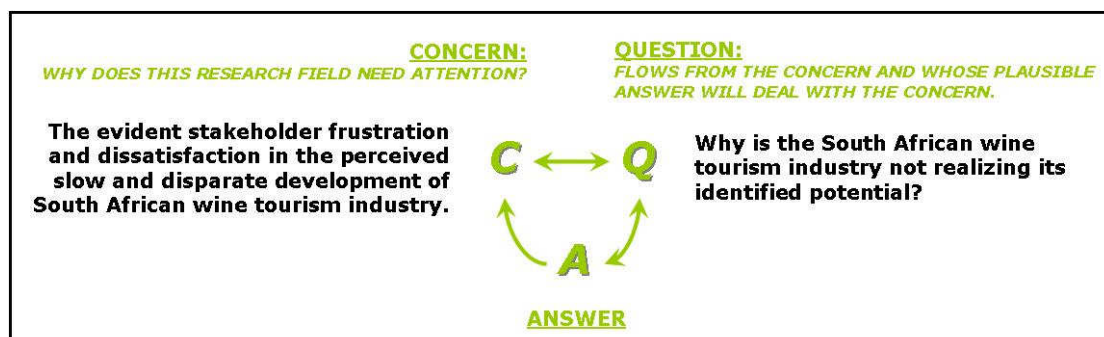 CONCERN:
WHY DOES THIS RESEARCH FIELD NEED ATTENTION?
The evident stakeholder frustration
and dissatisfaction in the perceived
slow and disparate development of
South African wine tourism industry.
QUESTION:
FLOWS FROM THE CONCERN AND WHOSE PLAUSIBLE
ANSWER WILL DEAL WITH THE CONCERN.
Why is the South African wine
tourism industry not realizing its
identified potential?
C
Q
A
ANSWER